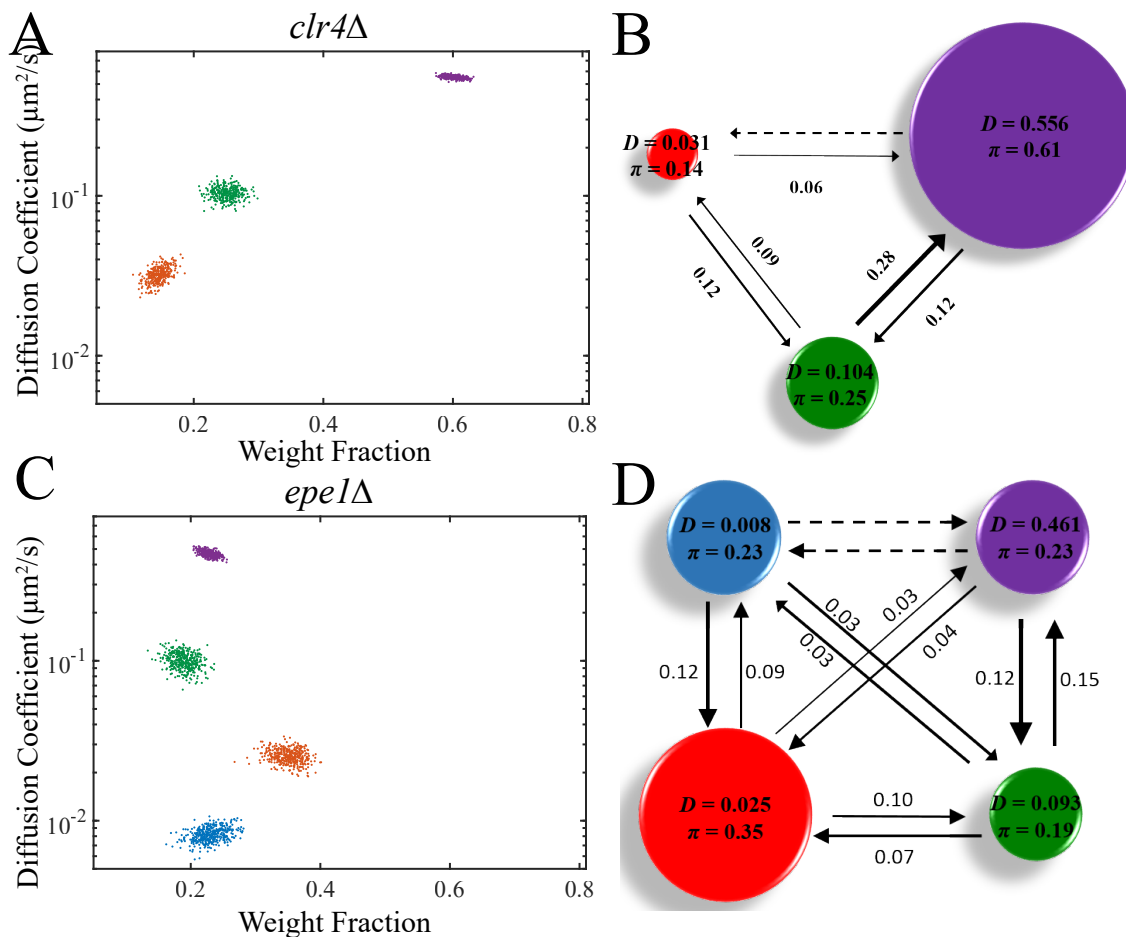 A
clr4Δ
Diffusion Coefficient (μm²/s)
10⁻¹
10⁻²
0.2 0.4 0.6 0.8
Weight Fraction
B
D = 0.031
π = 0.14
D = 0.556
π = 0.61
0.06
0.09
0.12
0.28
0.12
D = 0.104
π = 0.25
C
epe1Δ
Diffusion Coefficient (μm²/s)
10⁻¹
10⁻²
0.2 0.4 0.6 0.8
Weight Fraction
D
D = 0.008
π = 0.23
D = 0.461
π = 0.23
0.03
0.03
0.03
0.04
0.12
0.09
0.12
0.15
D = 0.025
π = 0.35
0.10
0.07
D = 0.093
π = 0.19